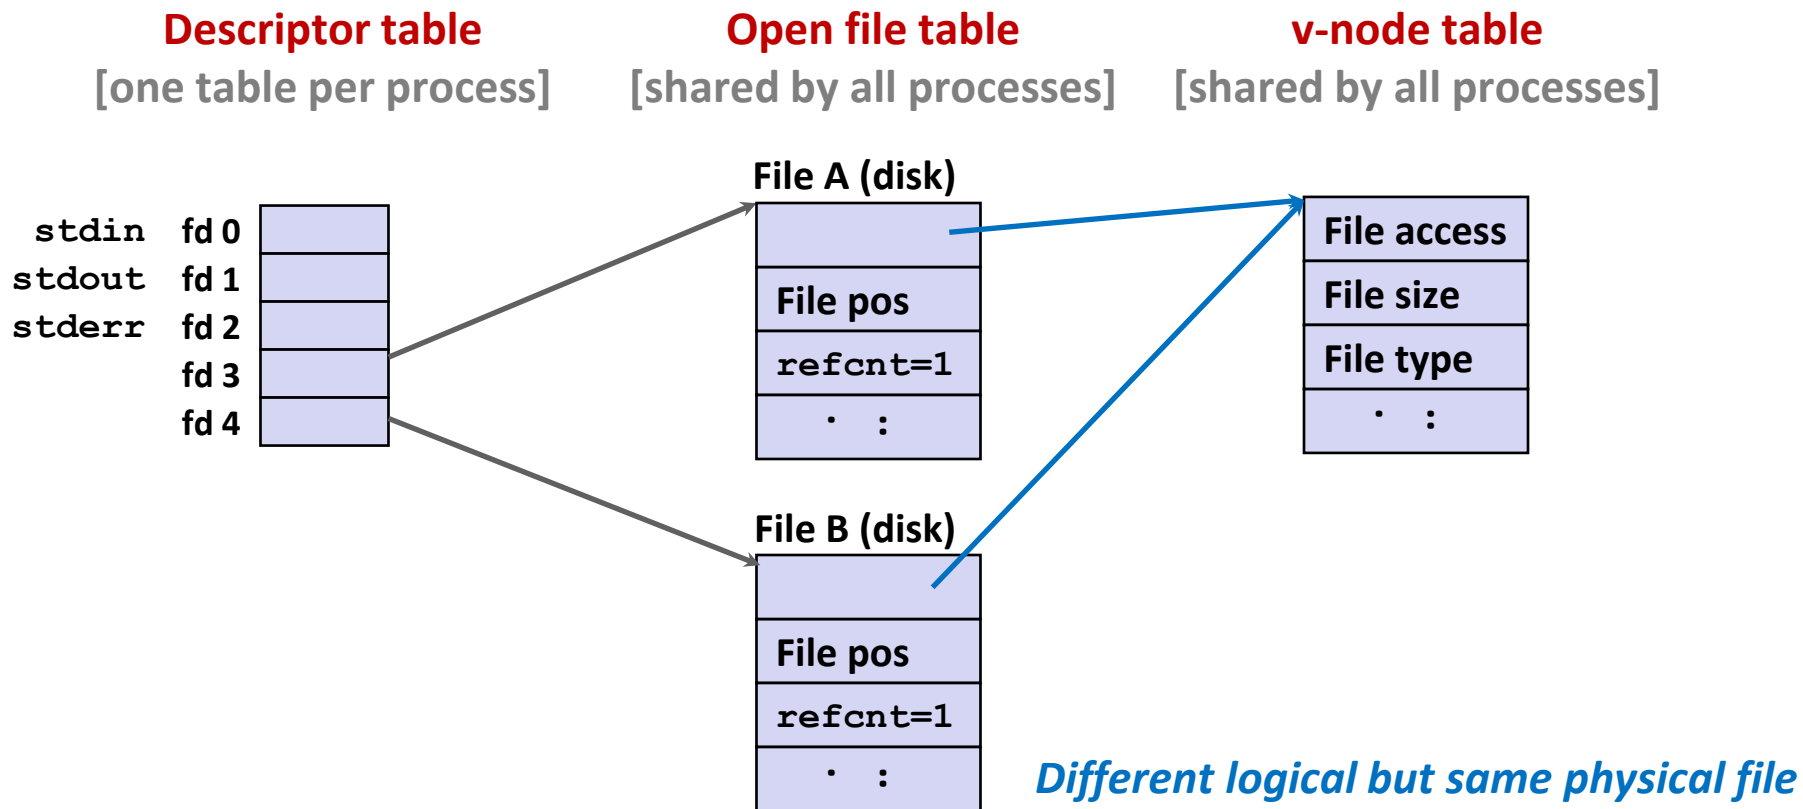 Descriptor table
[one table per process]
Open file table
[shared by all processes]
v-node table
[shared by all processes]
stdin fd 0
stdout fd 1
stderr fd 2
fd 3
fd 4
File A (disk)
File pos
refcnt=1
. :
File B (disk)
File pos
refcnt=1
. :
File access
File size
File type
. :
Different logical but same physical file